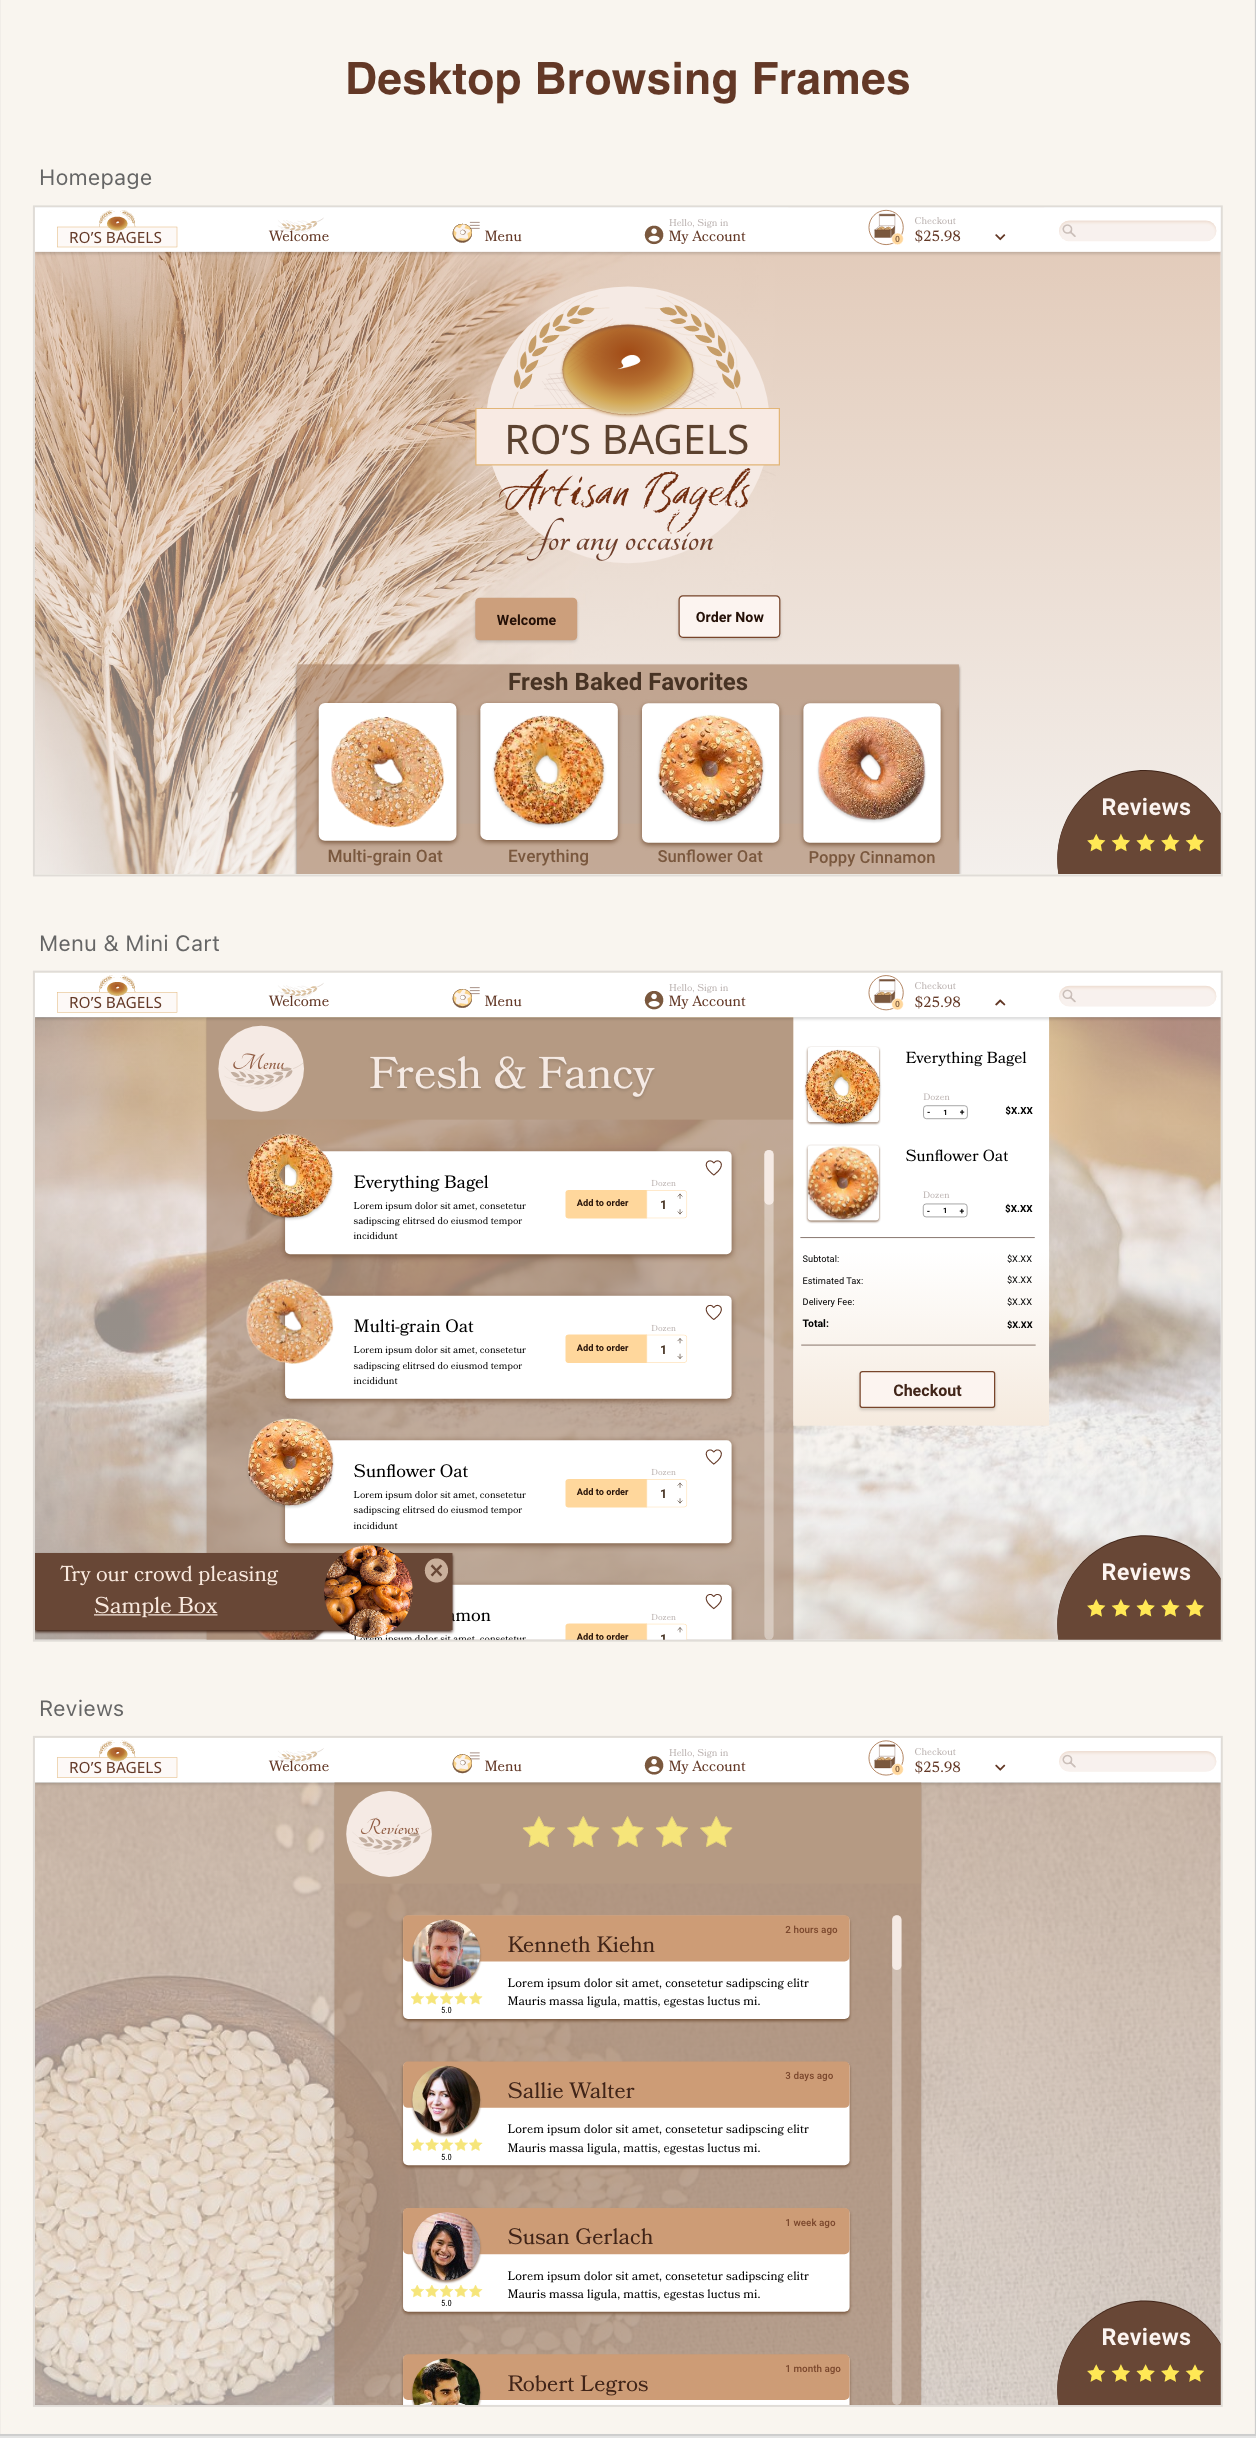 Desktop Browsing Frames
Homepage
RO'S BAGELS
Welcome
Menu
Hello, Sign in
My Account
0
Checkout
$25.98
RO'S BAGELS
Artisan Bagels
for any occasion
Welcome
Order Now
Fresh Baked Favorites
Multi-grain Oat
Everything
Sunflower Oat
Poppy Cinnamon
Reviews
Menu & Mini Cart
RO'S BAGELS
Welcome
Menu
Hello, Sign in
My Account
0
Checkout
$25.98
Menu
Fresh & Fancy
Everything Bagel
Lorem ipsum dolor sit amet, consetetur
sadipscing elitrsed do eiusmod tempor
incididunt
Add to order
Dozen
1
Multi-grain Oat
Lorem ipsum dolor sit amet, consetetur
sadipscing elitrsed do eiusmod tempor
incididunt
Add to order
Dozen
1
Sunflower Oat
Lorem ipsum dolor sit amet, consetetur
sadipscing elitrsed do eiusmod tempor
incididunt
Add to order
Dozen
1
amon
Lorem ipsum dolor sit amet, consetetur
Add to order
Dozen
1
Everything Bagel
Dozen
- 1 +
$X.XX
Sunflower Oat
Dozen
- 1 +
$X.XX
Subtotal: $X.XX
Estimated Tax: $X.XX
Delivery Fee: $X.XX
Total: $X.XX
Checkout
Try our crowd pleasing
Sample Box
Reviews
Reviews
RO'S BAGELS
Welcome
Menu
Hello, Sign in
My Account
0
Checkout
$25.98
Reviews
Kenneth Kiehn
2 hours ago
Lorem ipsum dolor sit amet, consetetur sadipscing elitr
Mauris massa ligula, mattis, egestas luctus mi.
5.0
Sallie Walter
3 days ago
Lorem ipsum dolor sit amet, consetetur sadipscing elitr
Mauris massa ligula, mattis, egestas luctus mi.
5.0
Susan Gerlach
1 week ago
Lorem ipsum dolor sit amet, consetetur sadipscing elitr
Mauris massa ligula, mattis, egestas luctus mi.
5.0
Robert Legros
1 month ago
Reviews